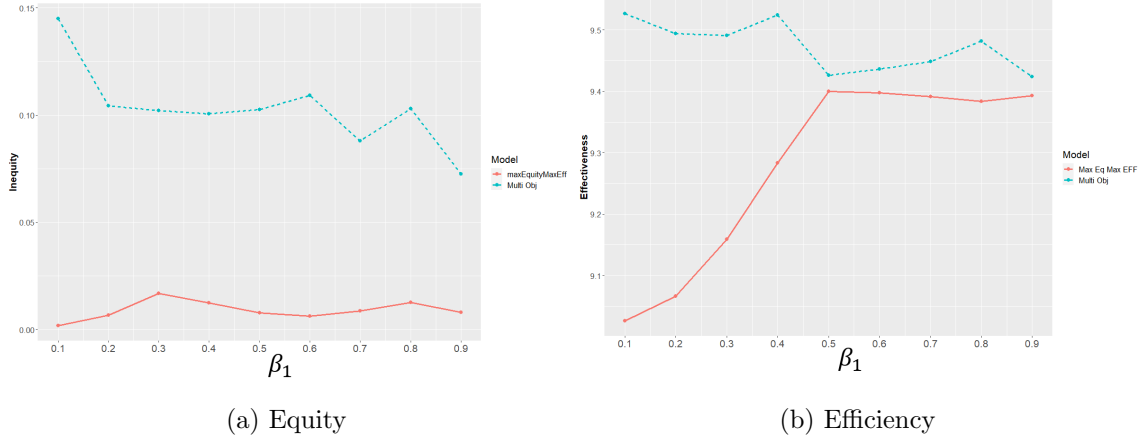 0.15
0.10
0.05
0.00
Inequity
0.1 0.2 0.3 0.4 0.5 0.6 0.7 0.8 0.9
β₁
Model
maxEquityMaxEff
Multi Obj
(a) Equity
9.5
9.4
9.3
9.2
9.1
Effectiveness
0.1 0.2 0.3 0.4 0.5 0.6 0.7 0.8 0.9
β₁
Model
Max Eq Max EFF
Multi Obj
(b) Efficiency